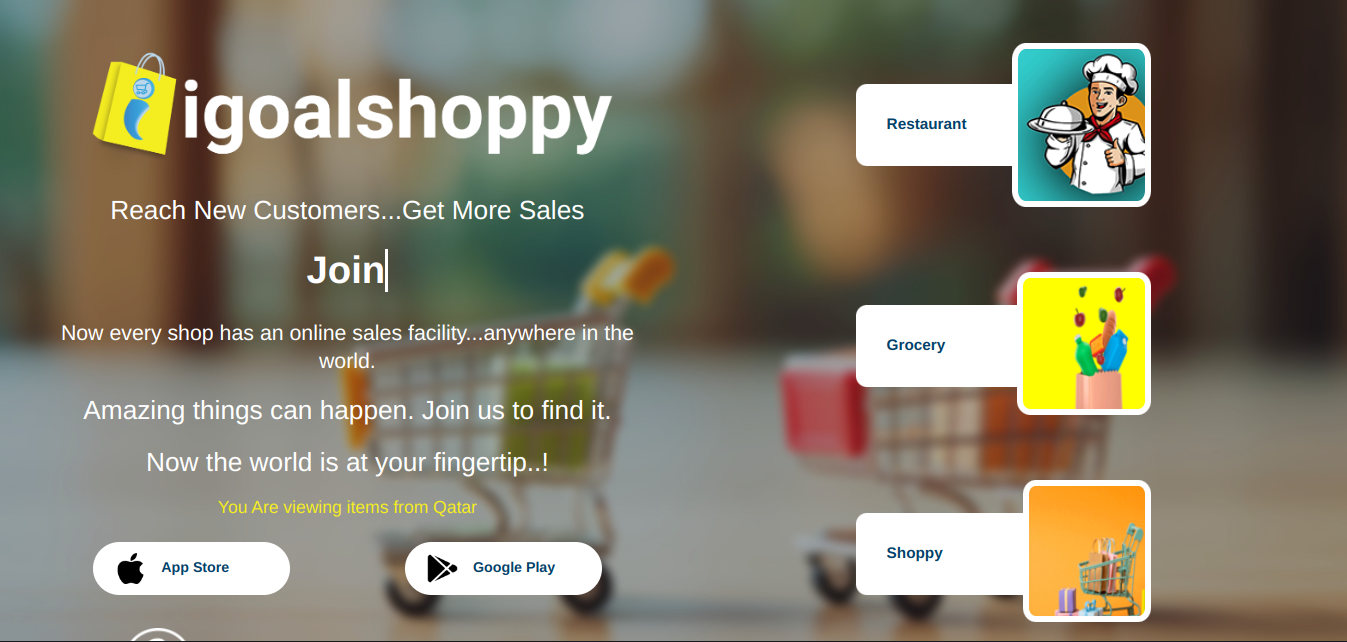 igoalshoppy
Reach New Customers...Get More Sales
Join
Now every shop has an online sales facility...anywhere in the
world.
Amazing things can happen. Join us to find it.
Now the world is at your fingertip..!
You Are viewing items from Qatar
App Store
Google Play
Restaurant
Grocery
Shoppy